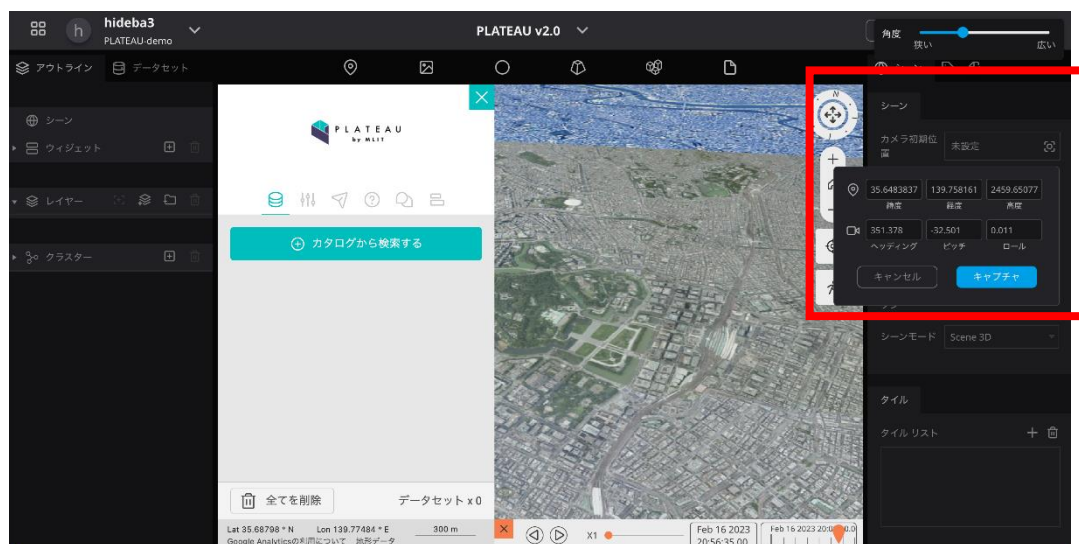 h
hideba3
PLATEAU-demo
PLATEAU v2.0
角度
狭い
広い
アウトライン
データセット
シーン
ウィジェット
レイヤー
クラスター
PLATEAU
by MLIT
カタログから検索する
全てを削除
データセット x 0
Lat 35.68798 ° N
Lon 139.77484 ° E
300 m
Google Analyticsの利用について
地形データ
N
X1
Feb 16 2023
20:56:35.00
Feb 16 2023 20:0
シーン
カメラ初期位置
未設定
35.6483837
139.758161
2459.65077
緯度
経度
高度
351.378
-32.501
0.011
ヘッディング
ピッチ
ロール
キャンセル
キャプチャ
シーンモード
Scene 3D
タイル
タイル リスト